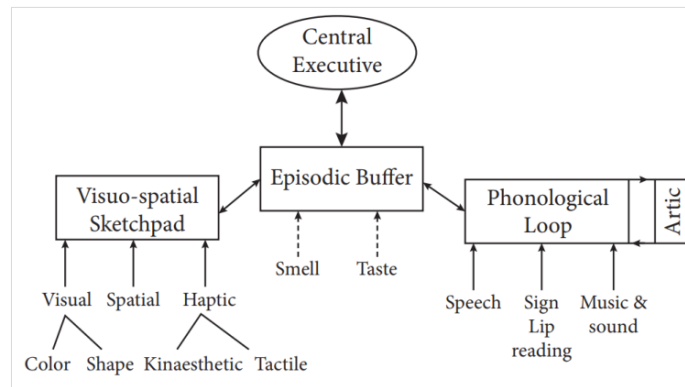 Central
Executive
Episodic Buffer
Visuo-spatial
Sketchpad
Phonological
Loop
Artic
Smell
Taste
Visual
Spatial
Haptic
Speech
Sign
Lip
reading
Music &
sound
Color
Shape
Kinaesthetic
Tactile